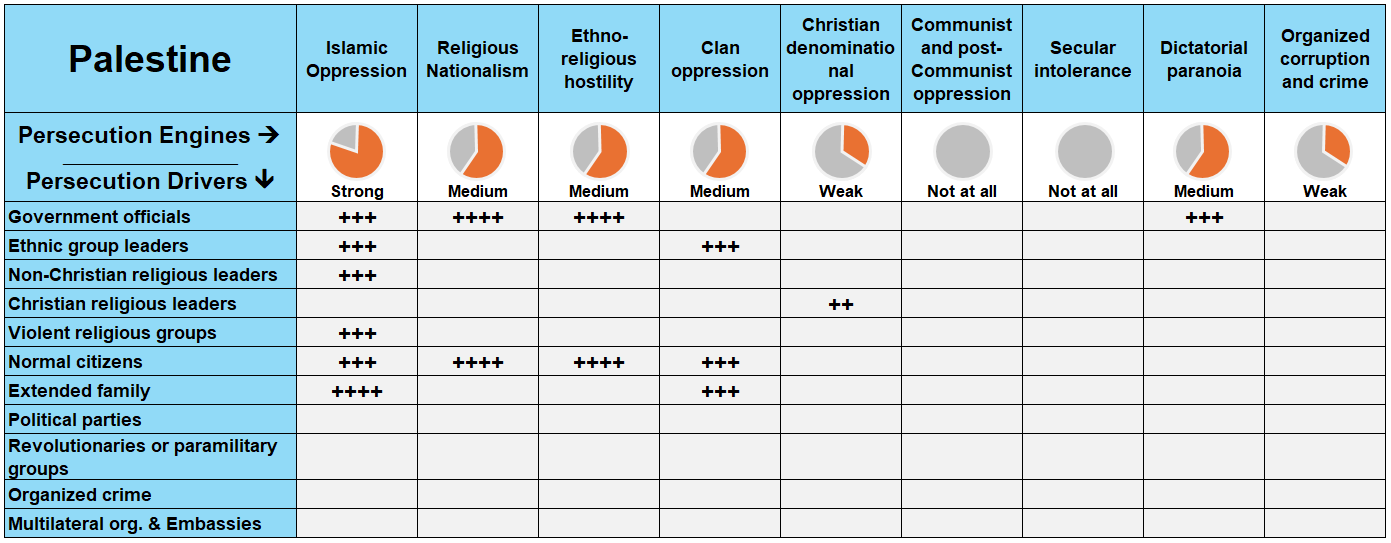 Palestine
Islamic
Oppression
Religious
Nationalism
Ethno-
religious
hostility
Clan
oppression
Christian
denominatio
nal
oppression
Communist
and post-
Communist
oppression
Secular
intolerance
Dictatorial
paranoia
Organized
corruption
and crime
Persecution Engines →
Persecution Drivers ↓
Strong
Medium
Medium
Medium
Weak
Not at all
Not at all
Medium
Weak
Government officials +++ ++++ ++++ +++
Ethnic group leaders +++ +++
Non-Christian religious leaders +++
Christian religious leaders ++
Violent religious groups +++
Normal citizens +++ ++++ ++++ +++
Extended family ++++ +++
Political parties
Revolutionaries or paramilitary
groups
Organized crime
Multilateral org. & Embassies